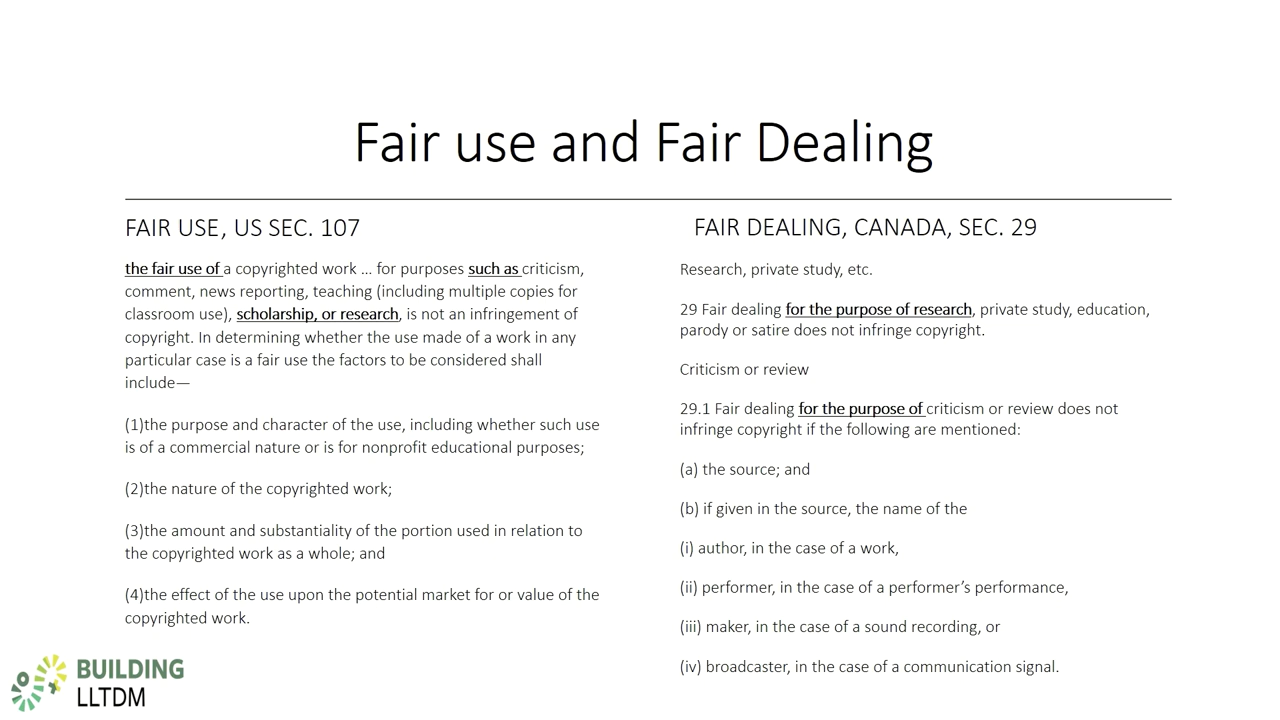 Fair use and Fair Dealing
FAIR USE, US SEC. 107
the fair use of a copyrighted work ... for purposes such as criticism,
comment, news reporting, teaching (including multiple copies for
classroom use), scholarship, or research, is not an infringement of
copyright. In determining whether the use made of a work in any
particular case is a fair use the factors to be considered shall
include—
(1)the purpose and character of the use, including whether such use
is of a commercial nature or is for nonprofit educational purposes;
(2)the nature of the copyrighted work;
(3)the amount and substantiality of the portion used in relation to
the copyrighted work as a whole; and
(4)the effect of the use upon the potential market for or value of the
copyrighted work.
FAIR DEALING, CANADA, SEC. 29
Research, private study, etc.
29 Fair dealing for the purpose of research, private study, education,
parody or satire does not infringe copyright.
Criticism or review
29.1 Fair dealing for the purpose of criticism or review does not
infringe copyright if the following are mentioned:
(a) the source; and
(b) if given in the source, the name of the
(i) author, in the case of a work,
(ii) performer, in the case of a performer’s performance,
(iii) maker, in the case of a sound recording, or
(iv) broadcaster, in the case of a communication signal.
BUILDING
LLTDM